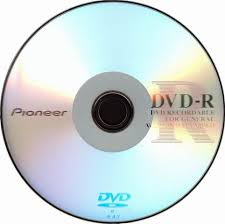 Pioneer
R
DVD-R
DVD RECORDABLE
FOR GENERAL
DVD